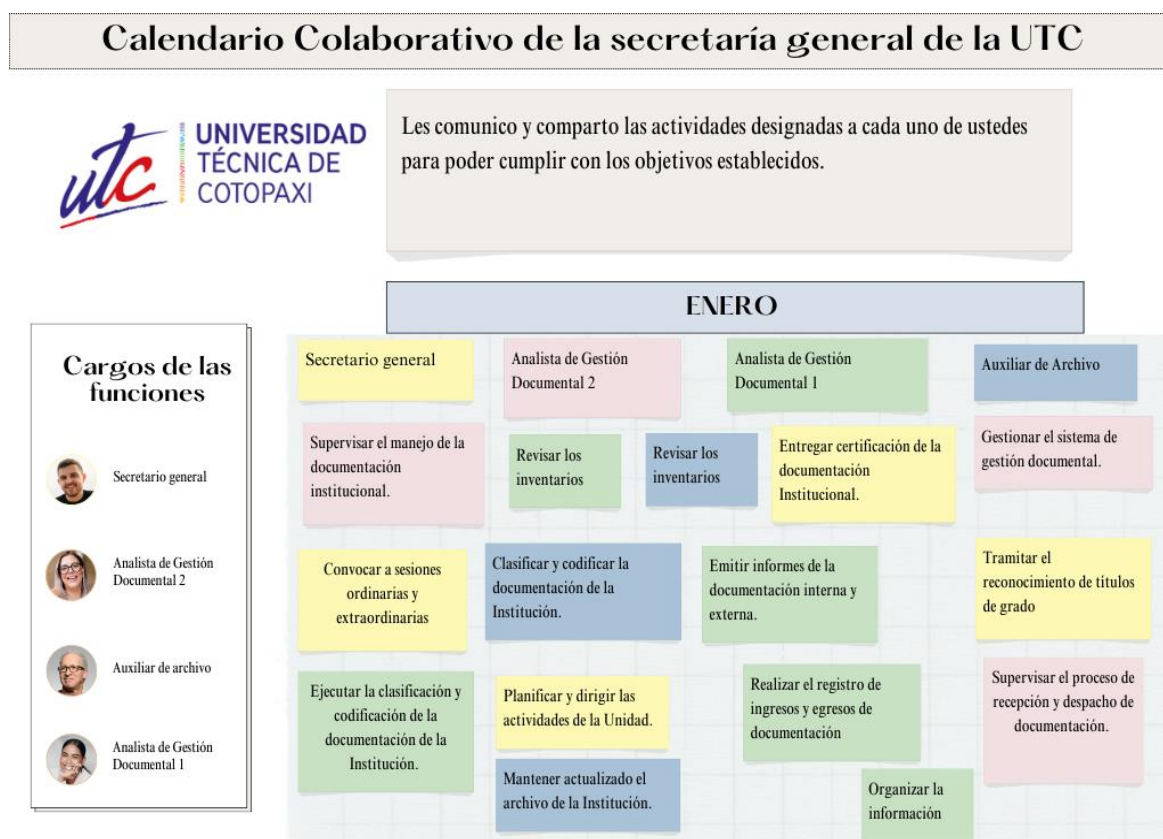 Calendario Colaborativo de la secretaría general de la UTC
utc
UNIVERSIDAD
TÉCNICA DE
COTOPAXI
Les comunico y comparto las actividades designadas a cada uno de ustedes
para poder cumplir con los objetivos establecidos.
ENERO
Cargos de las
funciones
Secretario general
Analista de Gestión
Documental 2
Auxiliar de archivo
Analista de Gestión
Documental 1
Secretario general
Analista de Gestión
Documental 2
Analista de Gestión
Documental 1
Auxiliar de Archivo
Supervisar el manejo de la
documentación
institucional.
Revisar los
inventarios
Revisar los
inventarios
Entregar certificación de la
documentación
Institucional.
Gestionar el sistema de
gestión documental.
Convocar a sesiones
ordinarias y
extraordinarias
Clasificar y codificar la
documentación de la
Institución.
Emitir informes de la
documentación interna y
externa.
Tramitar el
reconocimiento de títulos
de grado
Ejecutar la clasificación y
codificación de la
documentación de la
Institución.
Planificar y dirigir las
actividades de la Unidad.
Mantener actualizado el
archivo de la Institución.
Realizar el registro de
ingresos y egresos de
documentación
Organizar la
información
Supervisar el proceso de
recepción y despacho de
documentación.